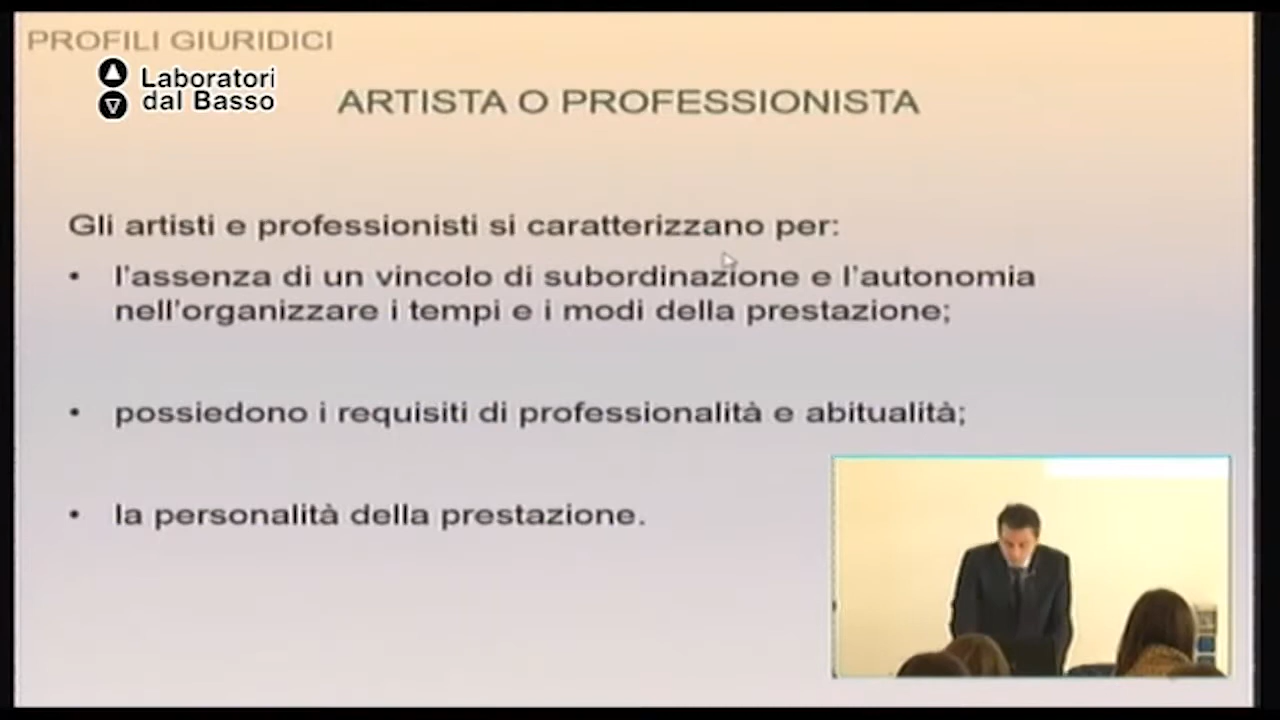 PROFILI GIURIDICI
Laboratori
dal Basso
ARTISTA O PROFESSIONISTA
Gli artisti e professionisti si caratterizzano per:
• l'assenza di un vincolo di subordinazione e l'autonomia
nell'organizzare i tempi e i modi della prestazione;
• possiedono i requisiti di professionalità e abitualità;
• la personalità della prestazione.